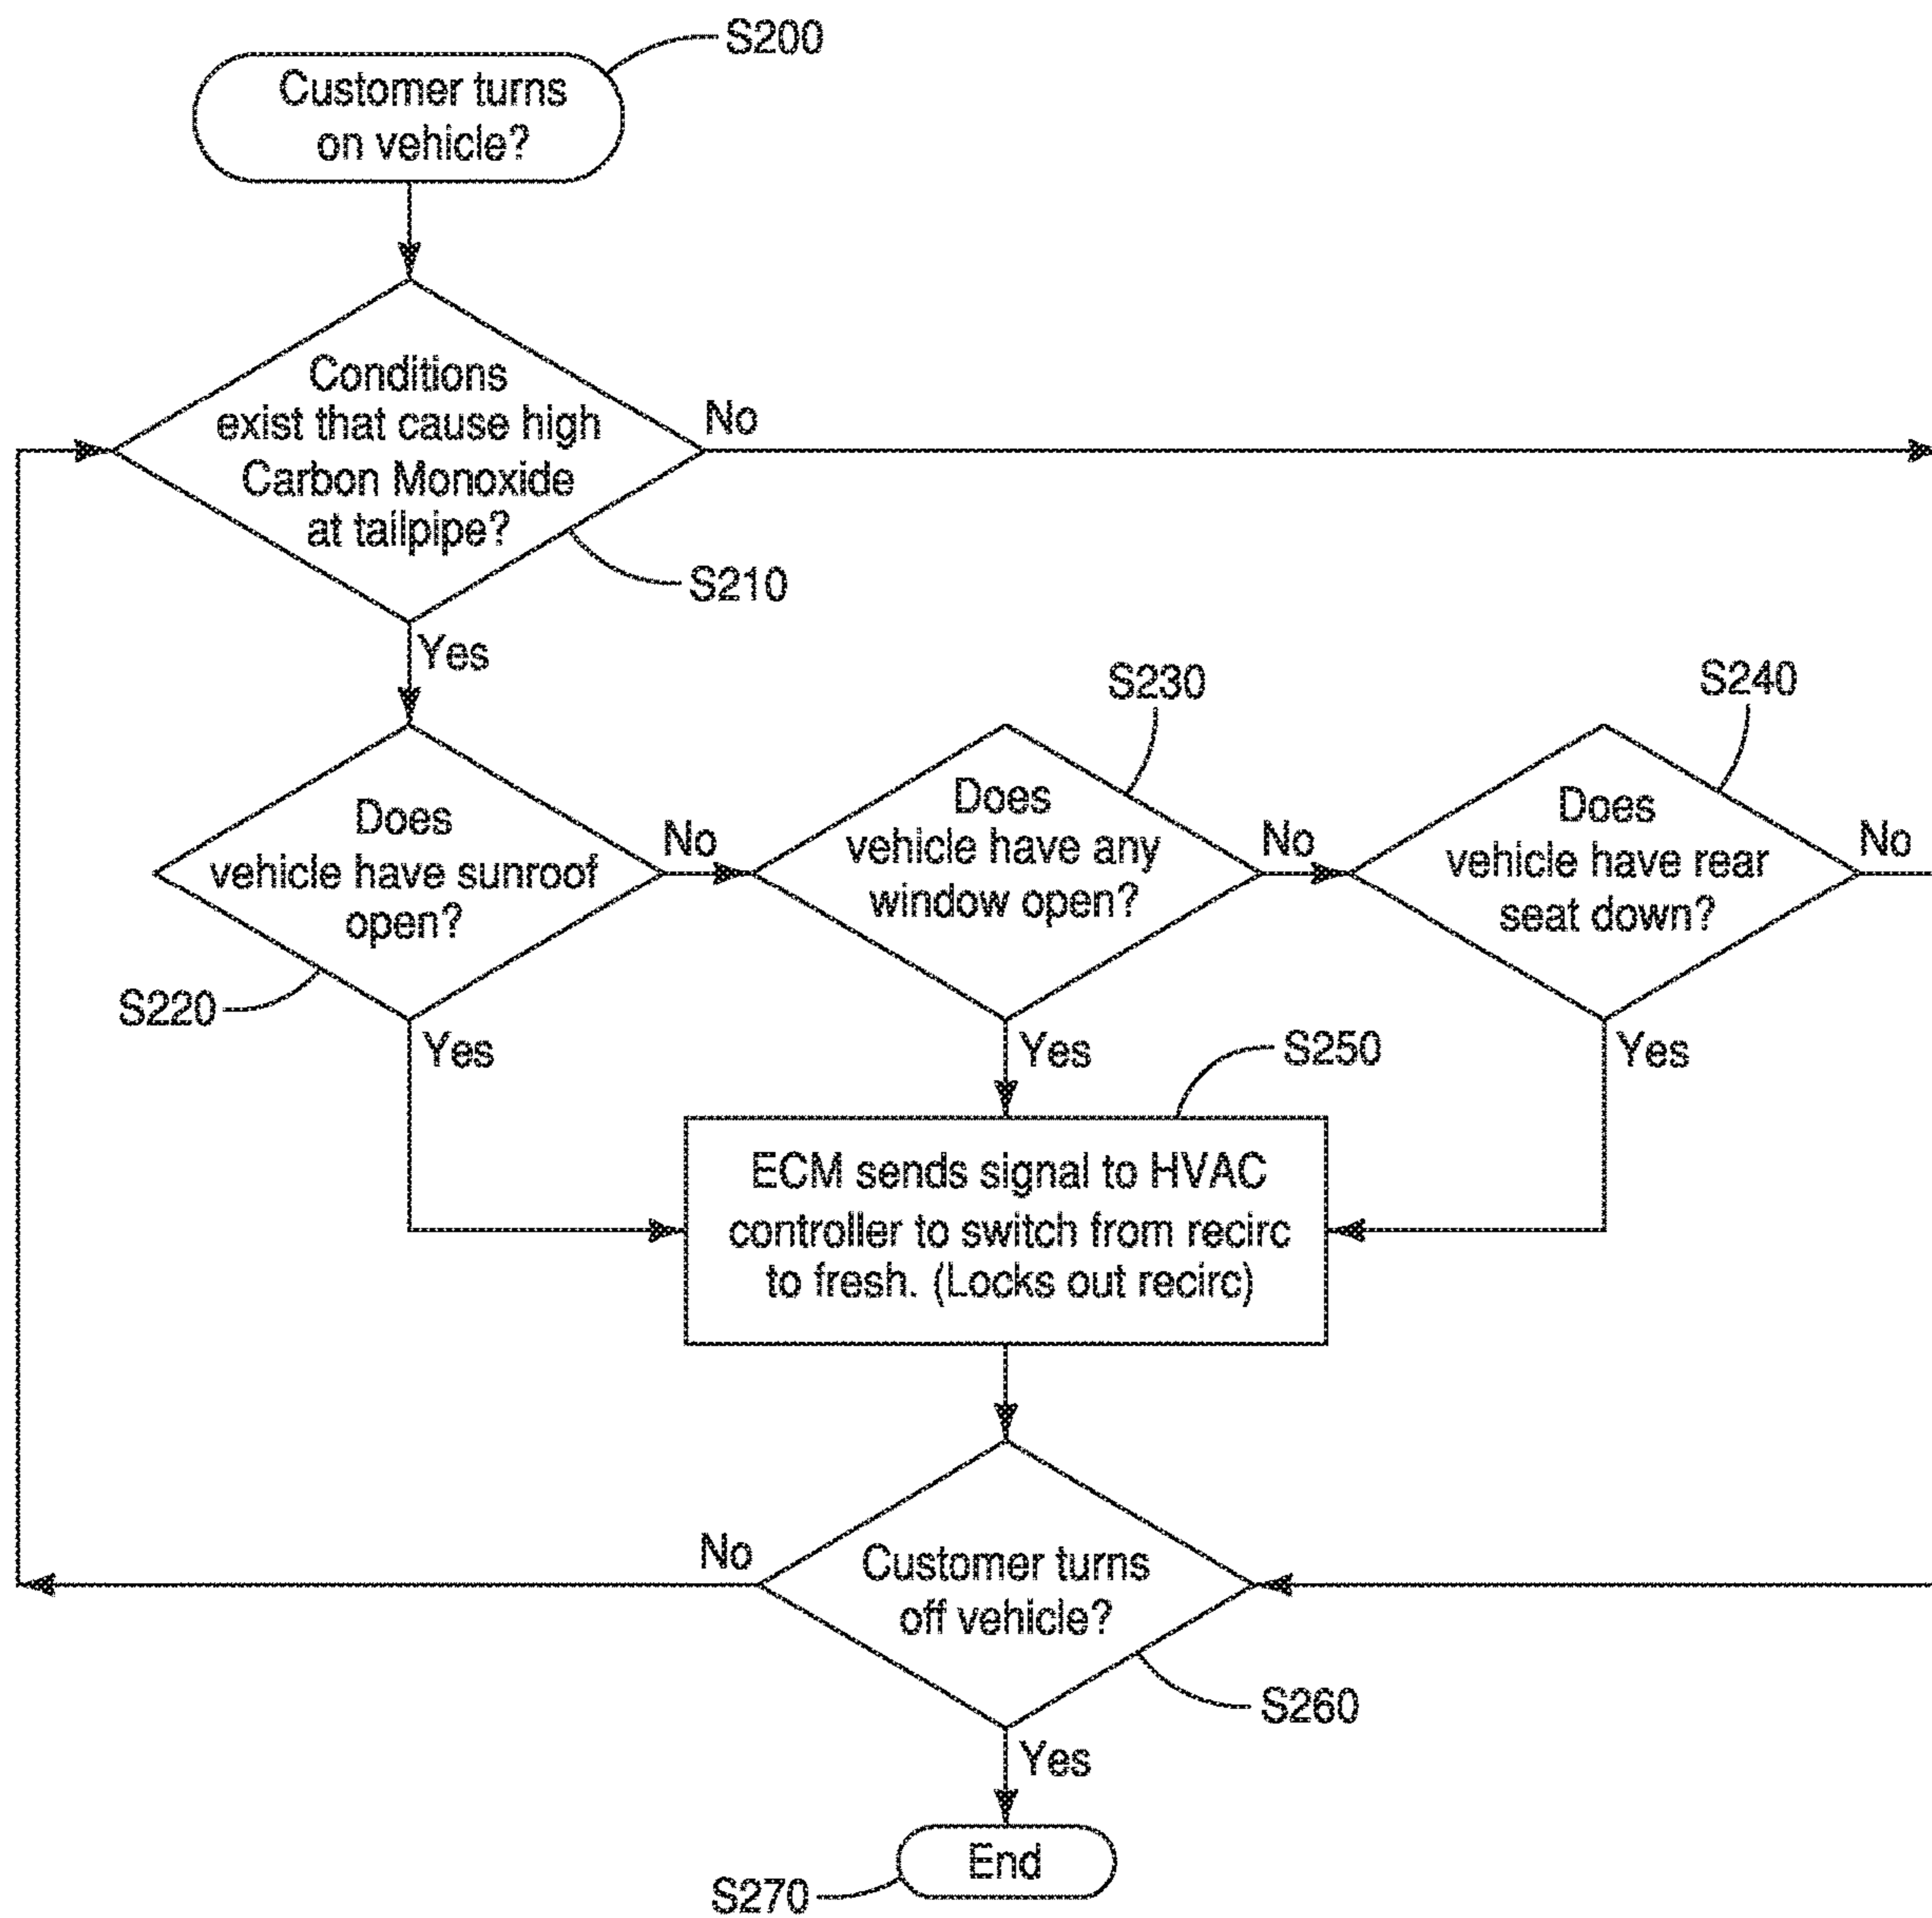 S200
Customer turns
on vehicle?
Conditions
exist that cause high
Carbon Monoxide
at tailpipe?
No
S210
Yes
S230
S240
Does
vehicle have sunroof
open?
No
Does
vehicle have any
window open?
No
Does
vehicle have rear
seat down?
No
S220
Yes
Yes
S250
Yes
ECM sends signal to HVAC
controller to switch from recirc
to fresh. (Locks out recirc)
No
Customer turns
off vehicle?
S260
Yes
End
S270